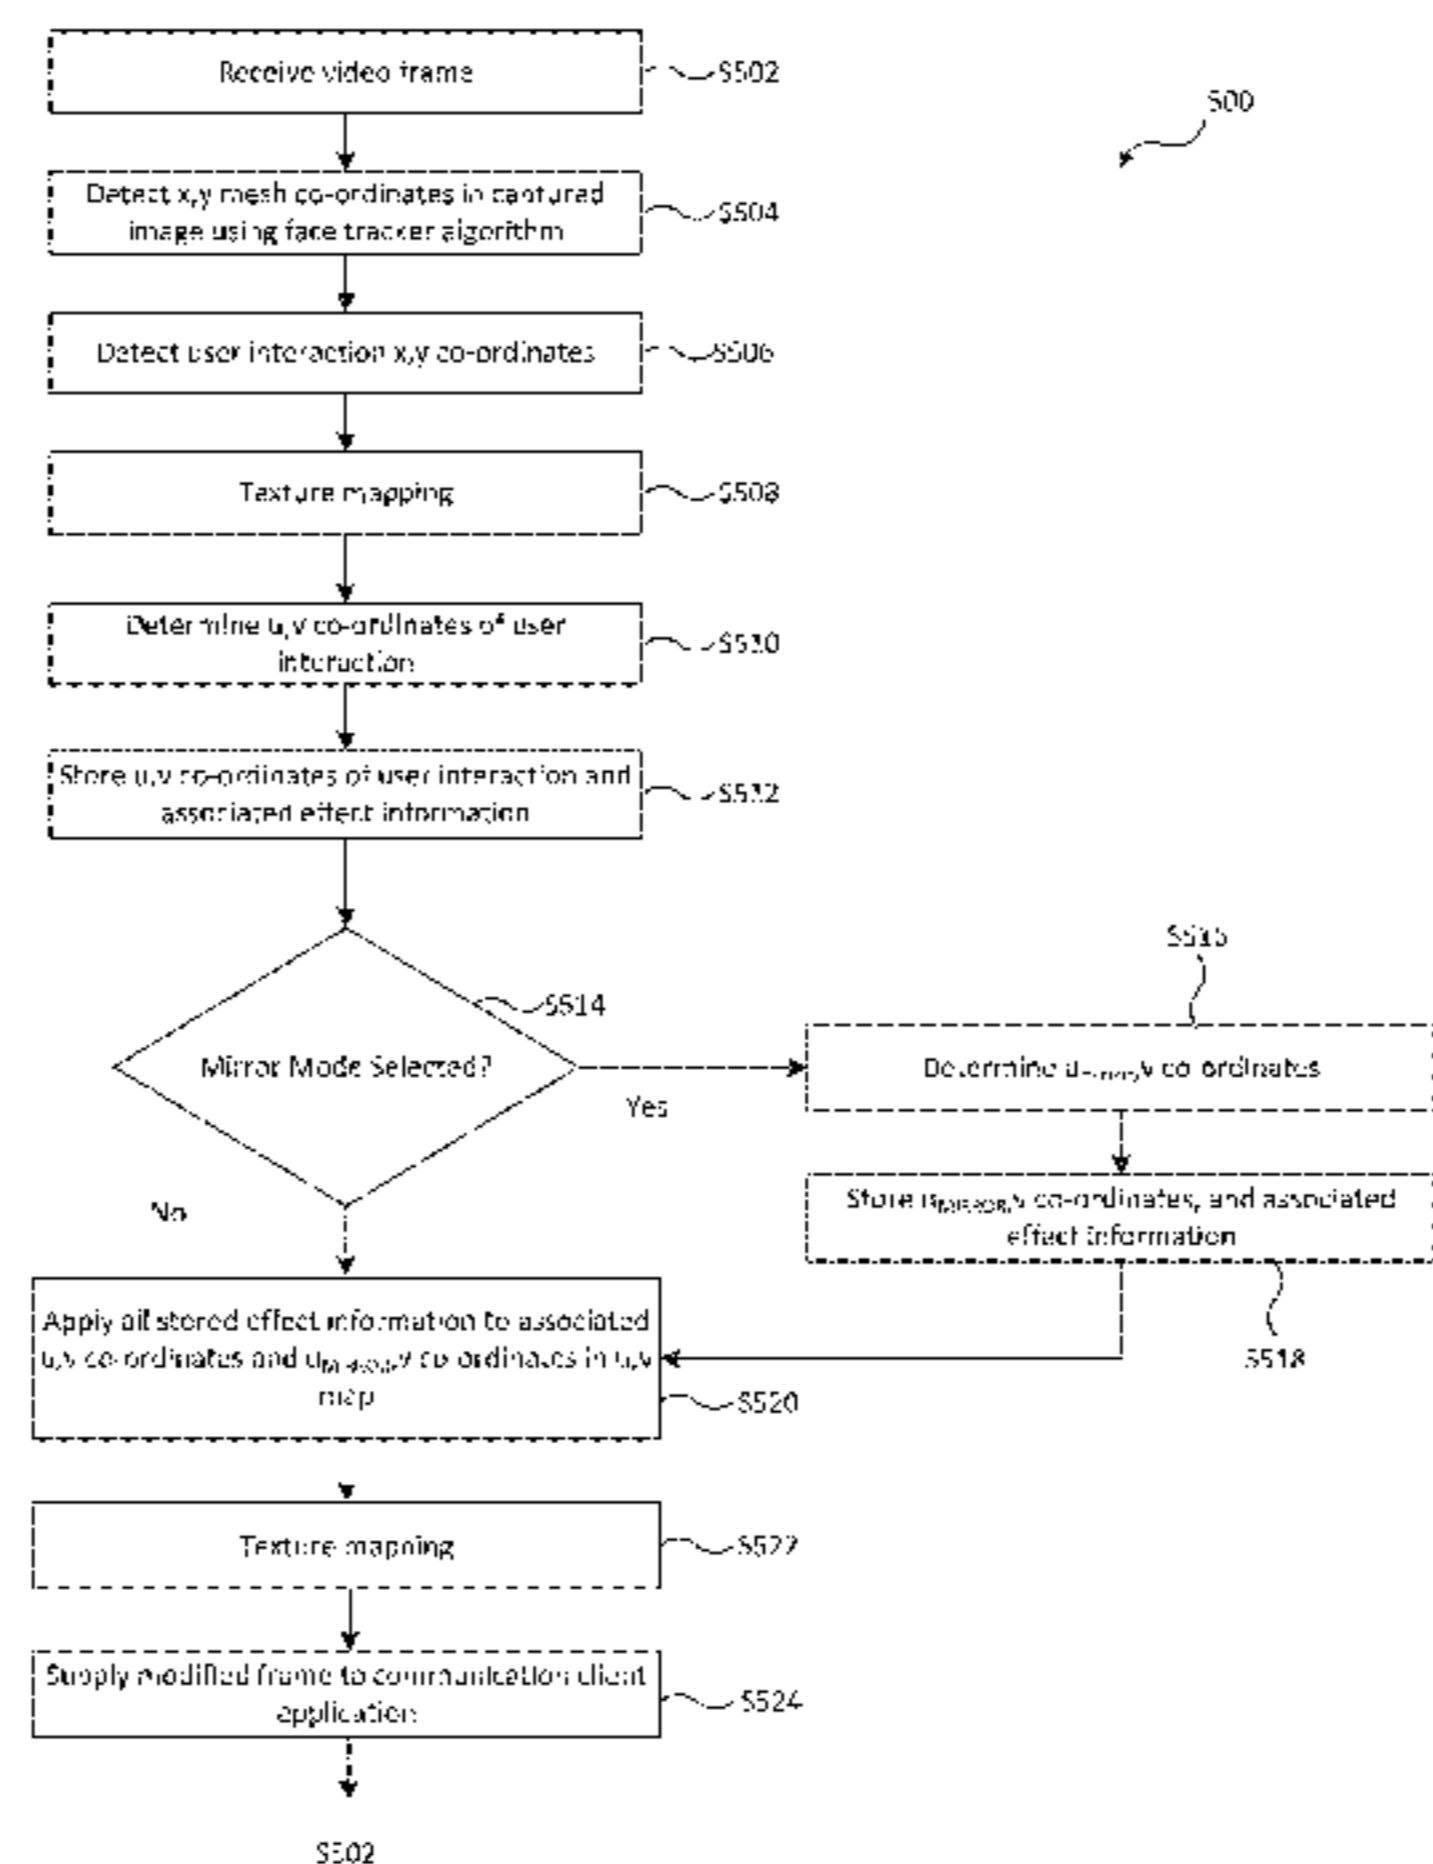 Receive video frame
S502
500
Detect x,y mesh co-ordinates in captured
image using face tracker algorithm
S504
Detect user interaction x,y co-ordinates
S506
Texture mapping
S508
Determine u,v co-ordinates of user
interaction
S510
Store u,v co-ordinates of user interaction and
associated effect information
S512
Mirror Mode Selected?
S514
Yes
No
S516
Determine uMIRROR,v co-ordinates
Store uMIRROR,v co-ordinates, and associated
effect information
S518
Apply all stored effect information to associated
u,v co-ordinates and uMIRROR,v co-ordinates in u,v
map
S520
Texture mapping
S522
Supply modified frame to communication client
application
S524
S502